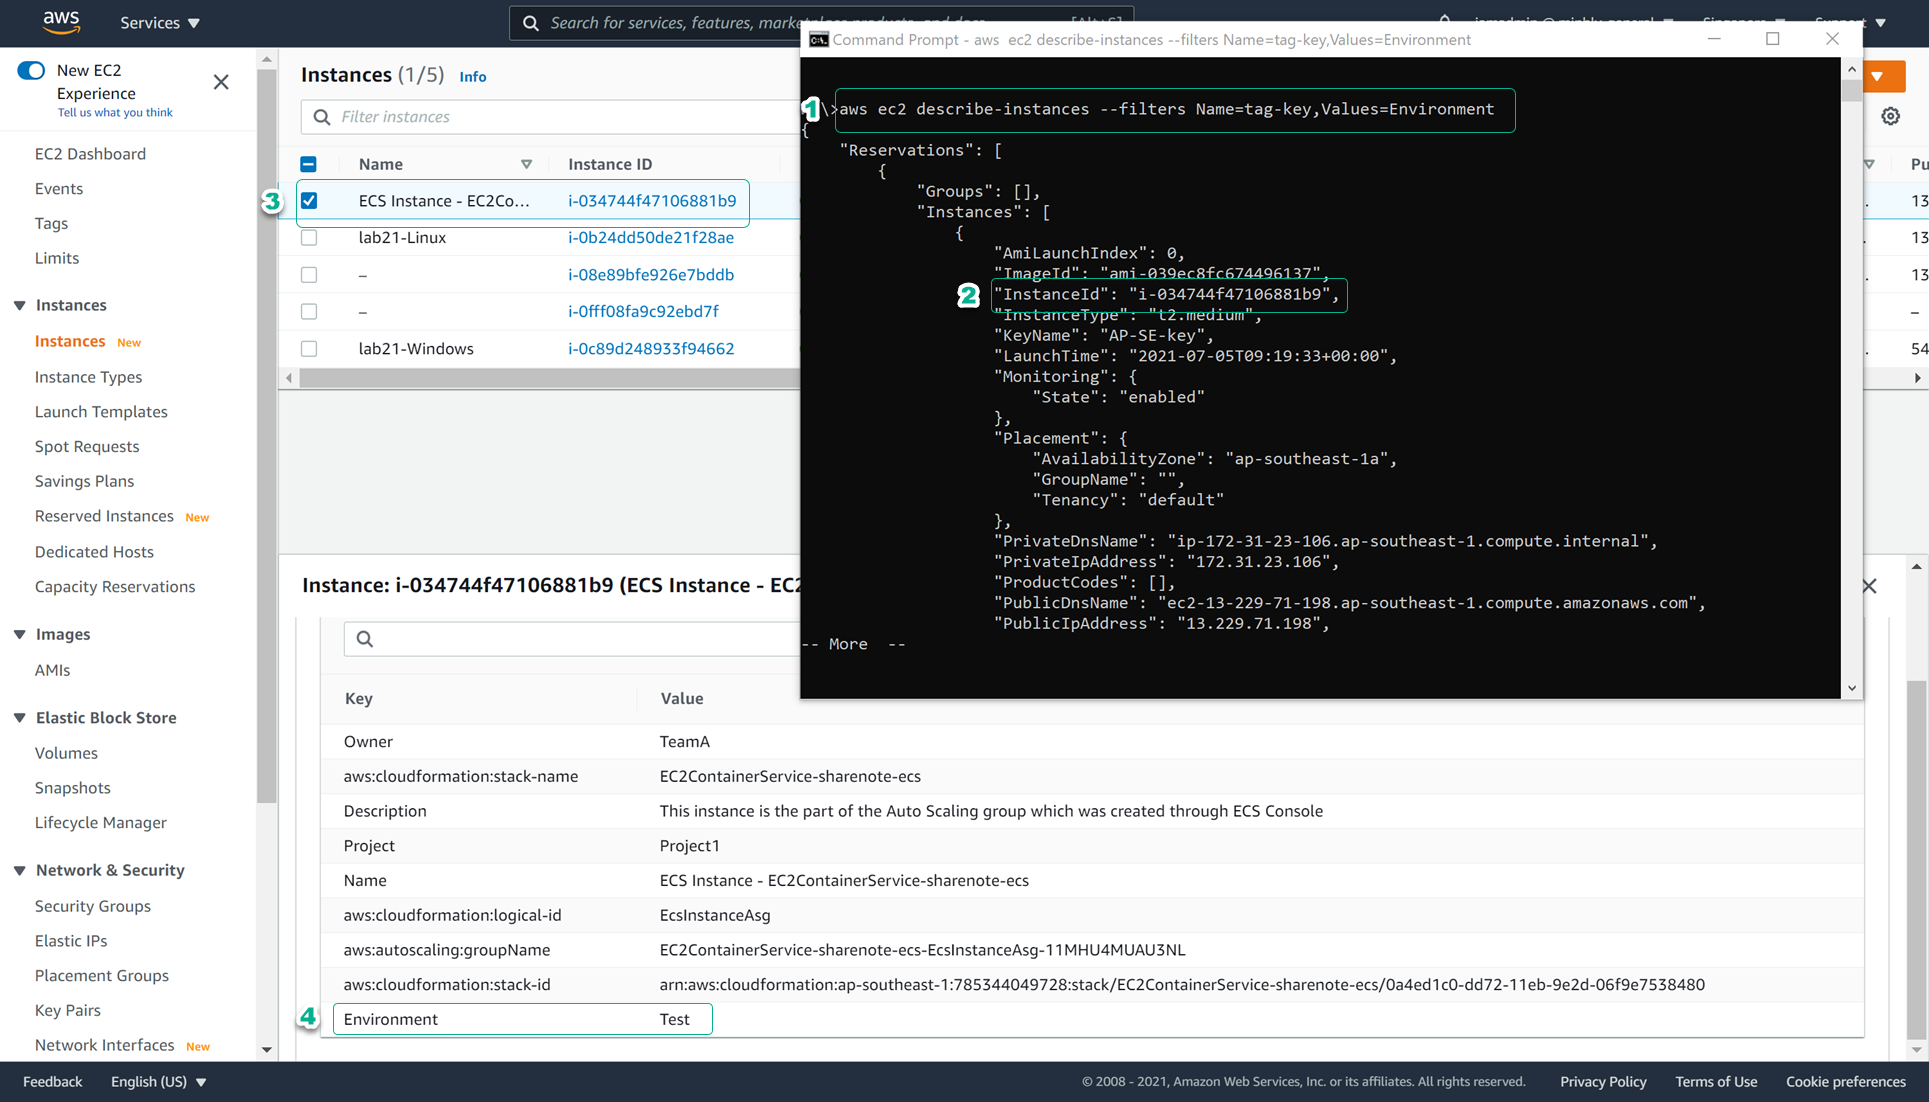 aws
Services
Search for services, features, marketplace products, and docs
[Alt+S]
Support
New EC2
Experience
Tell us what you think
EC2 Dashboard
Events
Tags
Limits
Instances
Instances New
Instance Types
Launch Templates
Spot Requests
Savings Plans
Reserved Instances New
Dedicated Hosts
Capacity Reservations
Images
AMIs
Elastic Block Store
Volumes
Snapshots
Lifecycle Manager
Network & Security
Security Groups
Elastic IPs
Placement Groups
Key Pairs
Network Interfaces New
Instances (1/5) Info
Filter instances
Name Instance ID Pu
3
ECS Instance - EC2Co... i-034744f47106881b9 13
lab21-Linux i-0b24dd50de21f28ae 13
– i-08e89bfe926e7bddb 13
– i-0fff08fa9c92ebd7f –
lab21-Windows i-0c89d248933f94662 54
Command Prompt - aws ec2 describe-instances --filters Name=tag-key,Values=Environment
1
\>aws ec2 describe-instances --filters Name=tag-key,Values=Environment
{
"Reservations": [
{
"Groups": [],
"Instances": [
{
"AmiLaunchIndex": 0,
"ImageId": "ami-039ec8fc674496137",
2
"InstanceId": "i-034744f47106881b9",
"InstanceType": "t2.medium",
"KeyName": "AP-SE-key",
"LaunchTime": "2021-07-05T09:19:33+00:00",
"Monitoring": {
"State": "enabled"
},
"Placement": {
"AvailabilityZone": "ap-southeast-1a",
"GroupName": "",
"Tenancy": "default"
},
"PrivateDnsName": "ip-172-31-23-106.ap-southeast-1.compute.internal",
"PrivateIpAddress": "172.31.23.106",
"ProductCodes": [],
"PublicDnsName": "ec2-13-229-71-198.ap-southeast-1.compute.amazonaws.com",
"PublicIpAddress": "13.229.71.198",
-- More --
Instance: i-034744f47106881b9 (ECS Instance - EC2
Key Value
Owner TeamA
aws:cloudformation:stack-name EC2ContainerService-sharenote-ecs
Description This instance is the part of the Auto Scaling group which was created through ECS Console
Project Project1
Name ECS Instance - EC2ContainerService-sharenote-ecs
aws:cloudformation:logical-id EcsInstanceAsg
aws:autoscaling:groupName EC2ContainerService-sharenote-ecs-EcsInstanceAsg-11MHU4MUAU3NL
aws:cloudformation:stack-id arn:aws:cloudformation:ap-southeast-1:785344049728:stack/EC2ContainerService-sharenote-ecs/0a4ed1c0-dd72-11eb-9e2d-06f9e7538480
4
Environment Test
Feedback English (US)
© 2008 - 2021, Amazon Web Services, Inc. or its affiliates. All rights reserved. Privacy Policy Terms of Use Cookie preferences